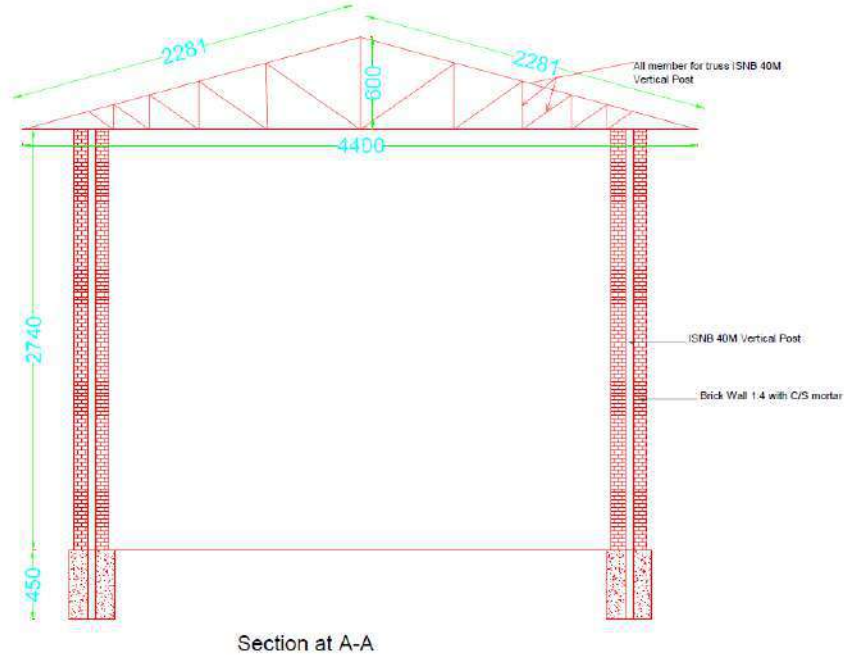 2281
2281
All member for truss ISNB 40M
Vertical Post
600
4400
2740
ISNB 40M Vertical Post
Brick Wall 1:4 with C/S mortar
450
Section at A-A